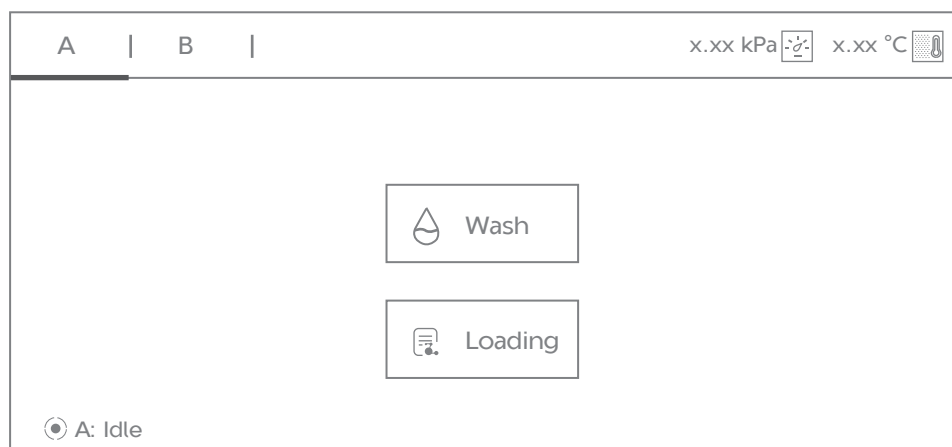 A | B |
x.xx kPa x.xx °C
Wash
Loading
A: Idle